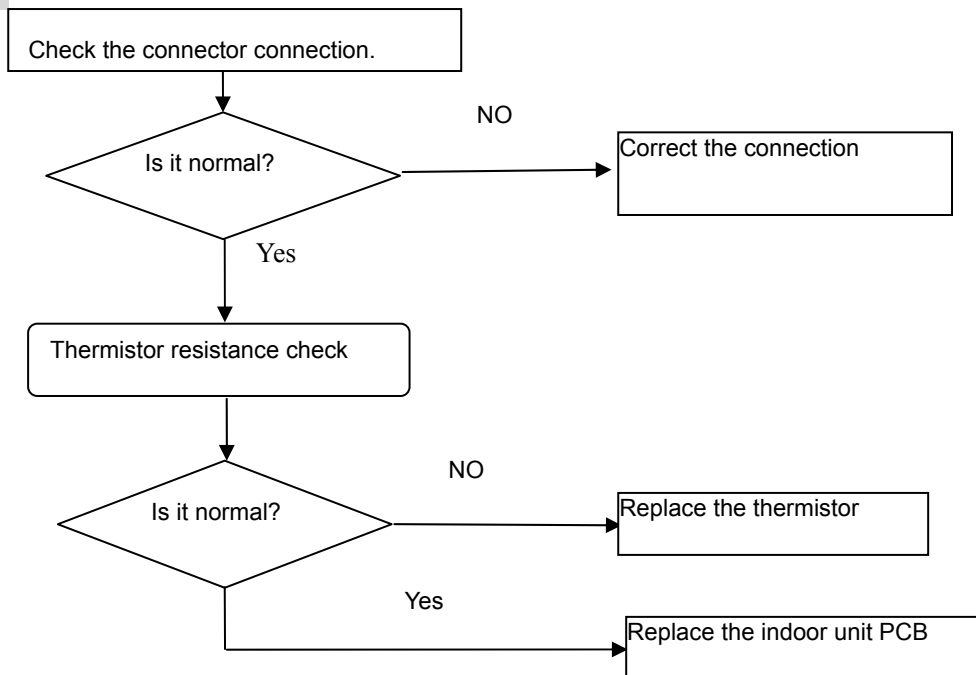 Check the connector connection.
NO
Is it normal?
Correct the connection
Yes
Thermistor resistance check
NO
Is it normal?
Replace the thermistor
Yes
Replace the indoor unit PCB